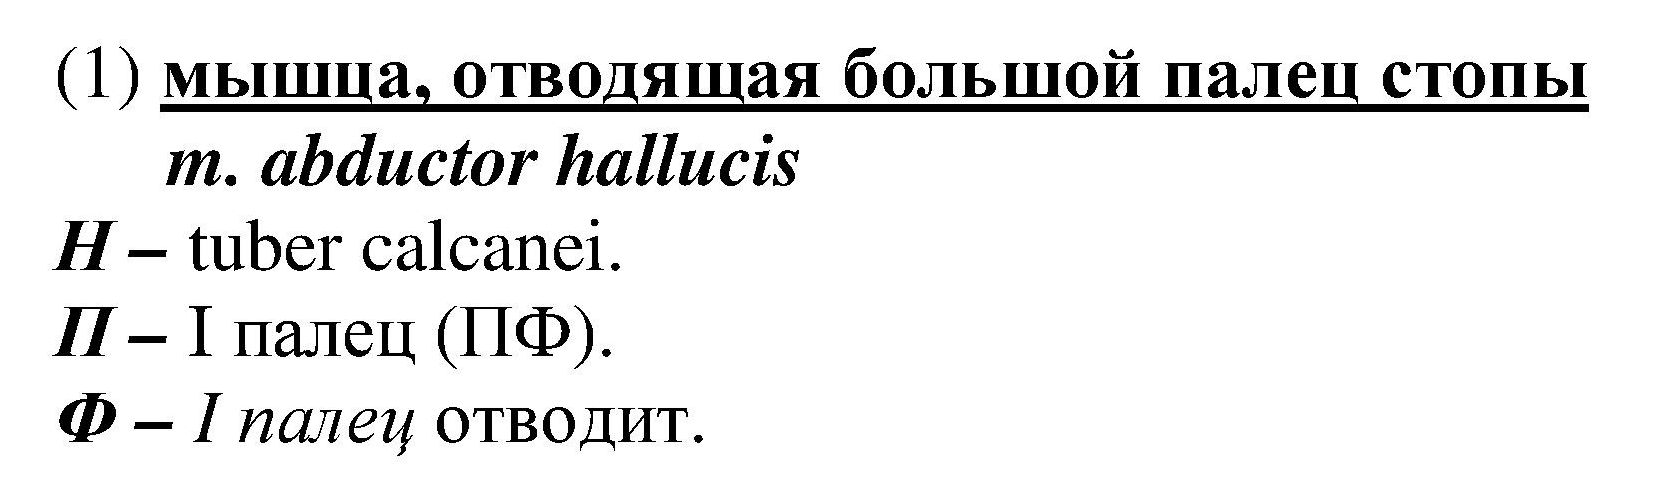 (1) мышца, отводящая большой палец стопы
m. abductor hallucis
Н – tuber calcanei.
П – I палец (ПФ).
Ф – I палец отводит.